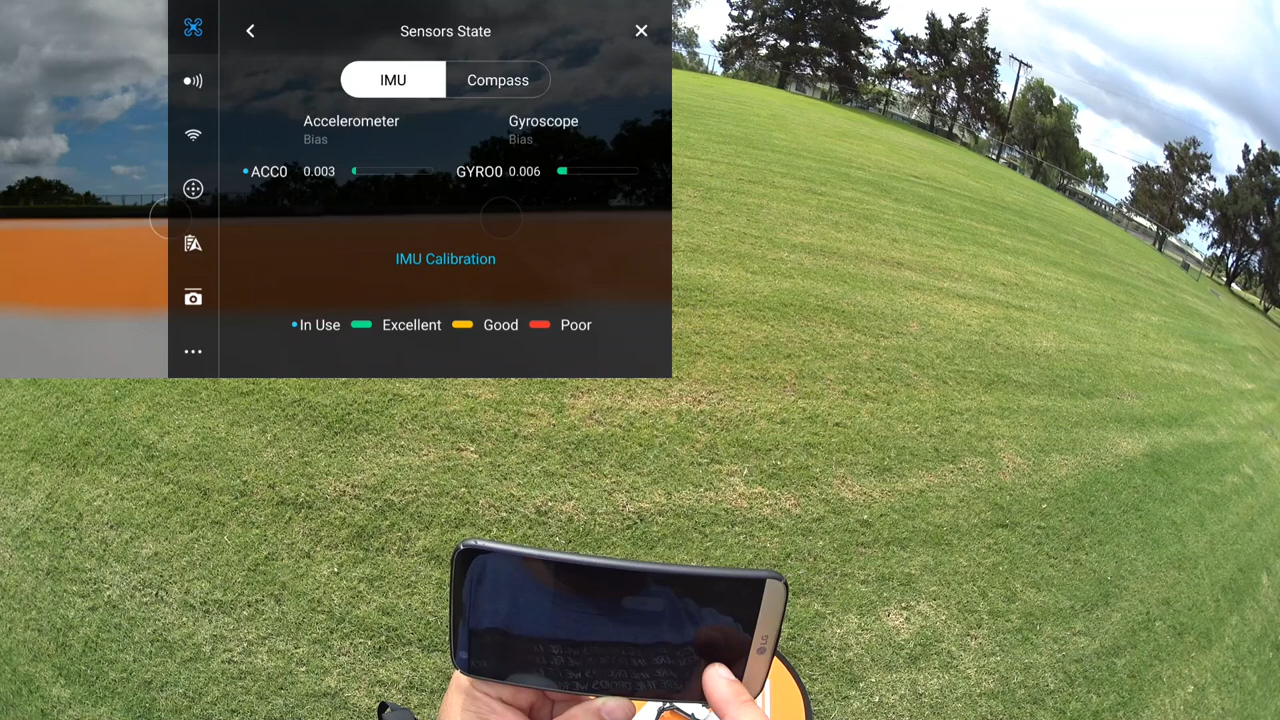 Sensors State
IMU Compass
Accelerometer Gyroscope
Bias Bias
ACC0 0.003 GYRO0 0.006
IMU Calibration
In Use Excellent Good Poor
LG